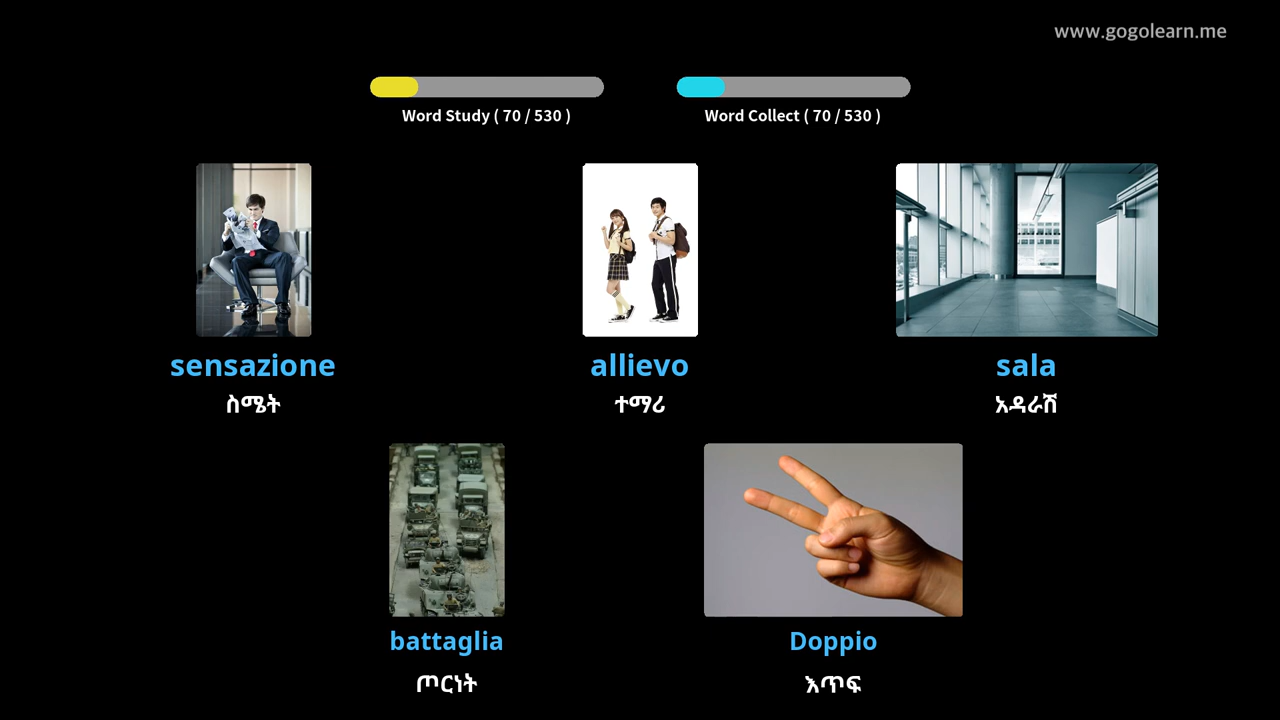 www.gogolearn.me
Word Study ( 70 / 530 )
Word Collect ( 70 / 530 )
sensazione
ስሜት
allievo
ተማሪ
sala
አዳራሽ
battaglia
ጦርነት
Doppio
እጥፍ